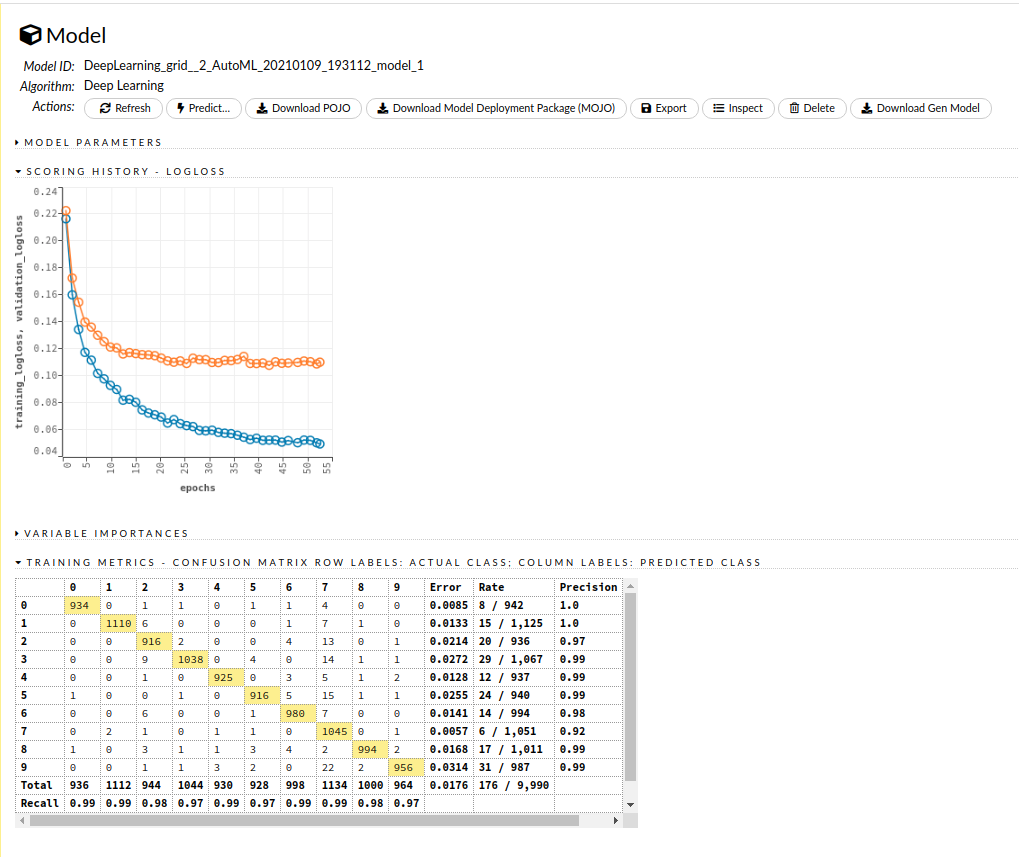 Model
Model ID: DeepLearning_grid__2_AutoML_20210109_193112_model_1
Algorithm: Deep Learning
Actions: Refresh Predict... Download POJO Download Model Deployment Package (MOJO) Export Inspect Delete Download Gen Model
MODEL PARAMETERS
SCORING HISTORY - LOGLOSS
0.24
0.22
0.20
0.18
0.16
0.14
0.12
0.10
0.08
0.06
0.04
training_logloss, validation_logloss
0 5 10 15 20 25 30 35 40 45 50 55
epochs
VARIABLE IMPORTANCES
TRAINING METRICS - CONFUSION MATRIX ROW LABELS: ACTUAL CLASS; COLUMN LABELS: PREDICTED CLASS
0 1 2 3 4 5 6 7 8 9 Error Rate Precision
0 934 0 1 1 0 1 1 4 0 0 0.0085 8 / 942 1.0
1 0 1110 6 0 0 0 1 7 1 0 0.0133 15 / 1,125 1.0
2 0 0 916 2 0 0 4 13 0 1 0.0214 20 / 936 0.97
3 0 0 9 1038 0 4 0 14 1 1 0.0272 29 / 1,067 0.99
4 0 0 1 0 925 0 3 5 1 2 0.0128 12 / 937 0.99
5 1 0 0 1 0 916 5 15 1 1 0.0255 24 / 940 0.99
6 0 0 6 0 0 1 980 7 0 0 0.0141 14 / 994 0.98
7 0 2 1 0 1 1 0 1045 0 1 0.0057 6 / 1,051 0.92
8 1 0 3 1 1 3 4 2 994 2 0.0168 17 / 1,011 0.99
9 0 0 1 1 3 2 0 22 2 956 0.0314 31 / 987 0.99
Total 936 1112 944 1044 930 928 998 1134 1000 964 0.0176 176 / 9,990
Recall 0.99 0.99 0.98 0.97 0.99 0.97 0.99 0.99 0.98 0.97